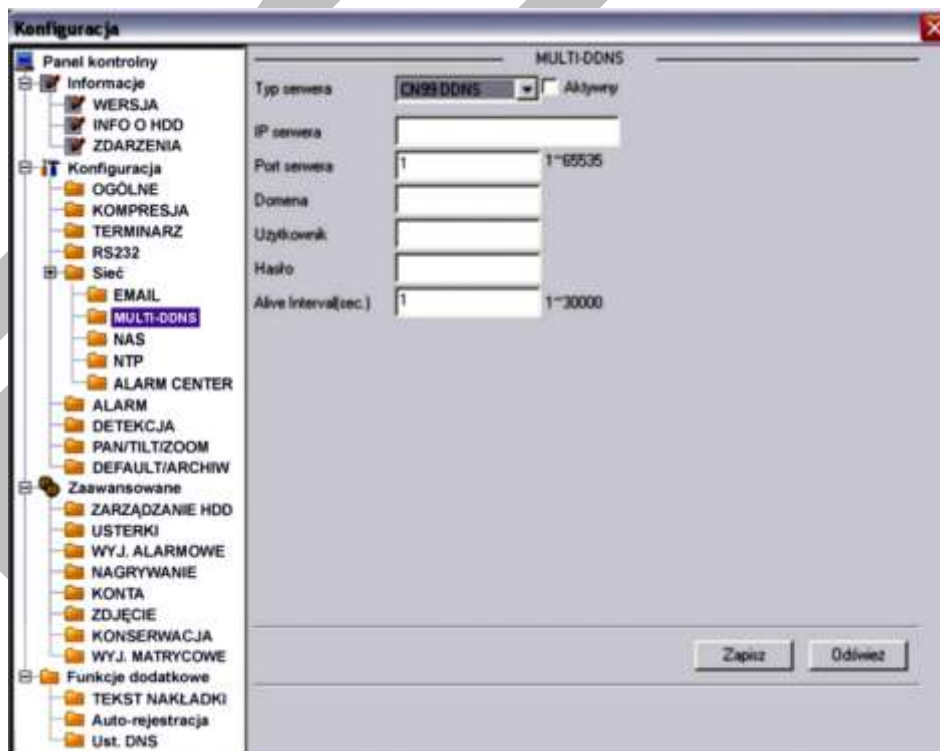 Konfiguracja
Panel kontrolny
Informacje
WERSJA
INFO O HDD
ZDARZENIA
Konfiguracja
OGÓLNE
KOMPRESJA
TERMINARZ
RS232
Sieć
EMAIL
MULTI-DDNS
NAS
NTP
ALARM CENTER
ALARM
DETEKCJA
PAN/TILT/ZOOM
DEFAULT/ARCHIW
Zaawansowane
ZARZĄDZANIE HDD
USTERKI
WYJ. ALARMOWE
NAGRYWANIE
KONTA
ZDJĘCIE
KONSERWACJA
WYJ. MATRYCOWE
Funkcje dodatkowe
TEKST NAKŁADKI
Auto-rejestracja
Ust. DNS
MULTI-DDNS
Typ serwera CN99 DDNS Aktywny
IP serwera
Port serwera 1 1~65535
Domena
Użytkownik
Hasło
Alive Interval(sec.) 1 1~30000
Zapisz Odśwież